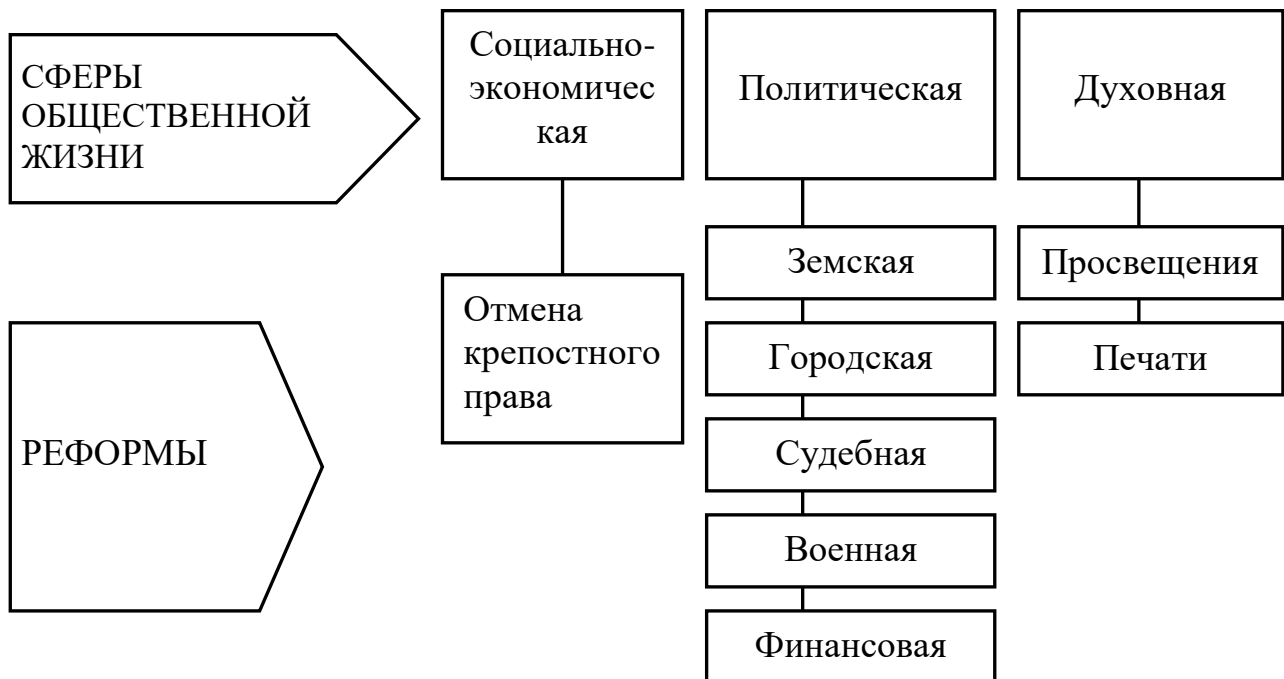 СФЕРЫ
ОБЩЕСТВЕННОЙ
ЖИЗНИ
Социально-
экономичес
кая
Политическая
Духовная
РЕФОРМЫ
Отмена
крепостного
права
Земская
Городская
Судебная
Военная
Финансовая
Просвещения
Печати